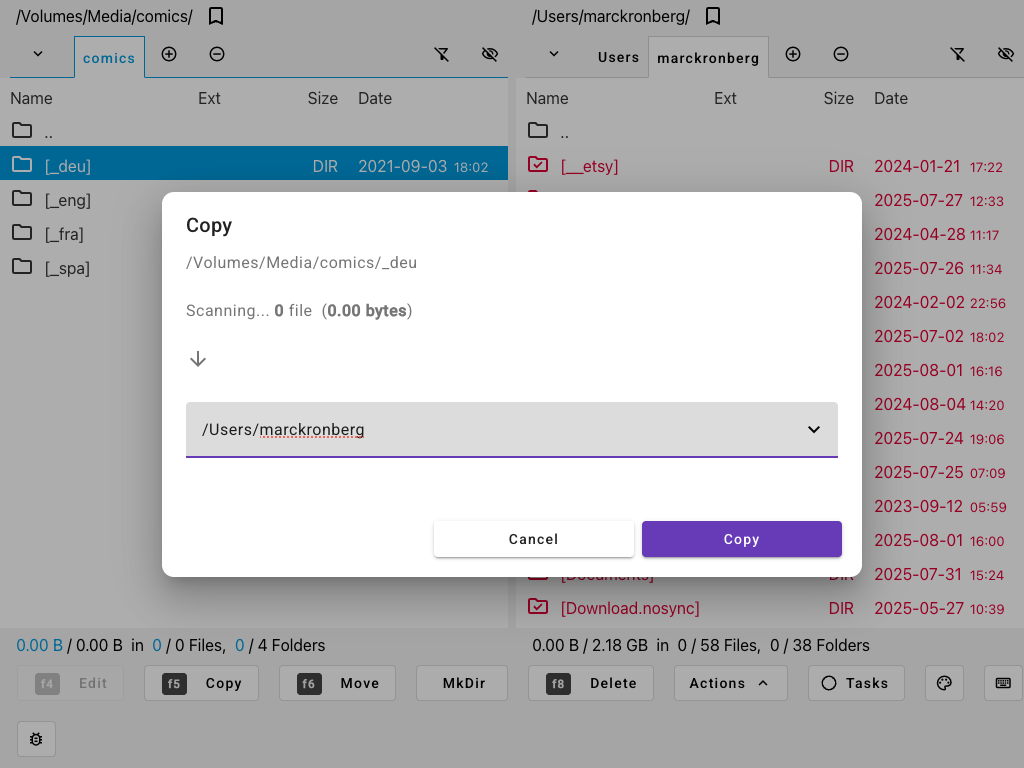 /Volumes/Media/comics/
/Users/marckronberg/
comics
Users
marckronberg
Name Ext Size Date
Name Ext Size Date
..
[_deu] DIR 2021-09-03 18:02
[_eng]
[_fra]
[_spa]
..
[__etsy] DIR 2024-01-21 17:22
2025-07-27 12:33
2024-04-28 11:17
2025-07-26 11:34
2024-02-02 22:56
2025-07-02 18:02
2025-08-01 16:16
2024-08-04 14:20
2025-07-24 19:06
2025-07-25 07:09
2023-09-12 05:59
2025-08-01 16:00
[Documents] DIR 2025-07-31 15:24
[Download.nosync] DIR 2025-05-27 10:39
Copy
/Volumes/Media/comics/_deu
Scanning... 0 file (0.00 bytes)
/Users/marckronberg
Cancel
Copy
0.00 B / 0.00 B in 0 / 0 Files, 0 / 4 Folders
0.00 B / 2.18 GB in 0 / 58 Files, 0 / 38 Folders
f4 Edit
f5 Copy
f6 Move
MkDir
f8 Delete
Actions
Tasks